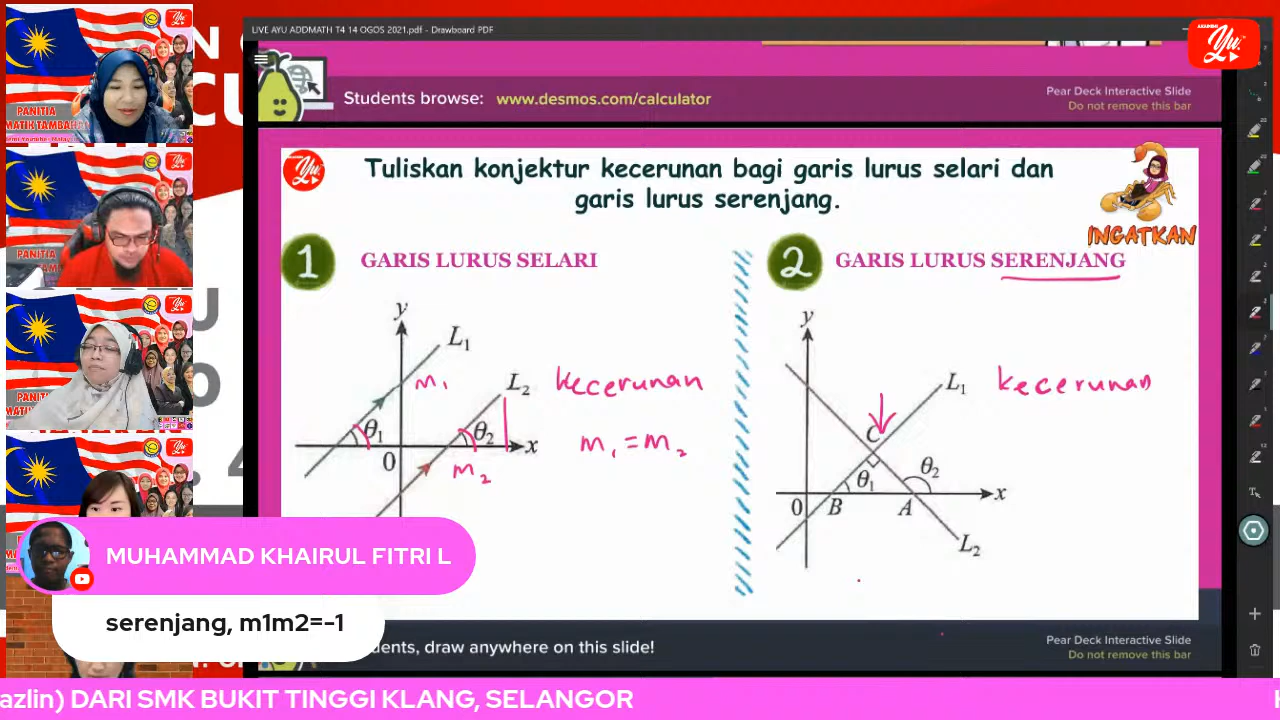 LIVE AYU ADDMATH T4 14 OGOS 2021.pdf - Drawboard PDF
Students browse: www.desmos.com/calculator
Pear Deck Interactive Slide
Do not remove this bar
Tuliskan konjektur kecerunan bagi garis lurus selari dan
garis lurus serenjang.
INGATKAN
1 GARIS LURUS SELARI
y
L₁
m₁
L₂
kecerunan
θ₁
θ₂
x
0
m₂
m₁ = m₂
2 GARIS LURUS SERENJANG
y
L₁
kecerunan
C
θ₁
θ₂
x
0
B
A
L₂
PANITIA
MATIK TAMBAH
MUHAMMAD KHAIRUL FITRI L
serenjang, m1m2=-1
ents, draw anywhere on this slide!
Pear Deck Interactive Slide
Do not remove this bar
azlin) DARI SMK BUKIT TINGGI KLANG, SELANGOR